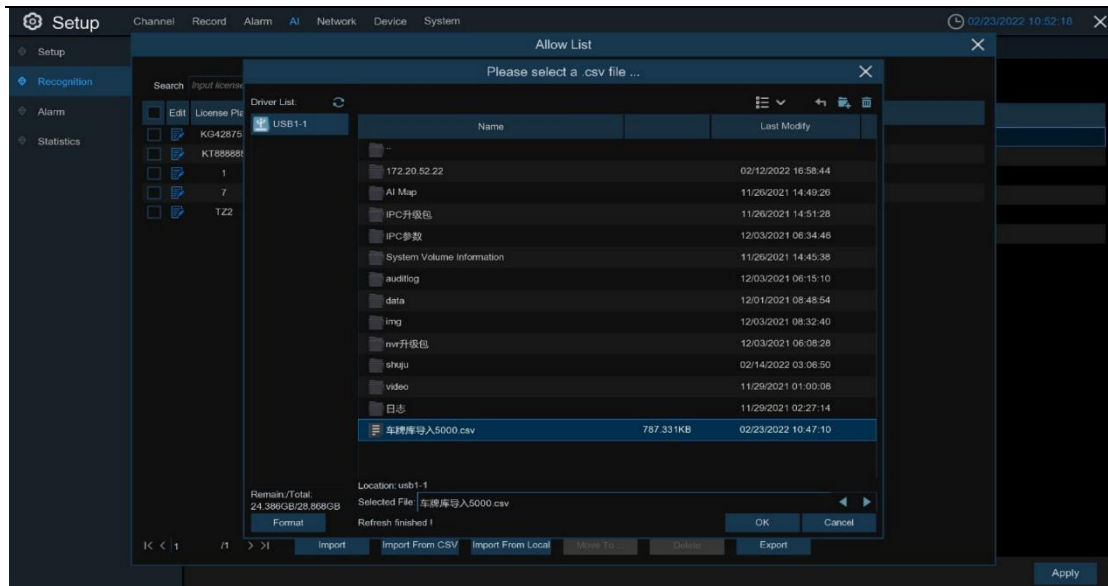 Setup Channel Record Alarm AI Network Device System 02/23/2022 10:52:18
Setup
Recognition
Alarm
Statistics
Allow List
Search Input license
Edit License Pla
KG42875
KT88888
1
7
TZ2
Please select a .csv file ...
Driver List:
USB1-1
Name Last Modify
..
172.20.52.22 02/12/2022 16:58:44
AI Map 11/26/2021 14:49:26
IPC升级包 11/26/2021 14:51:28
IPC参数 12/03/2021 06:34:46
System Volume Information 11/26/2021 14:45:38
auditlog 12/03/2021 06:15:10
data 12/01/2021 08:48:54
img 12/03/2021 08:32:40
nvr升级包 12/03/2021 06:08:28
shuju 02/14/2022 03:06:50
video 11/29/2021 01:00:08
日志 11/29/2021 02:27:14
车牌库导入5000.csv 787.331KB 02/23/2022 10:47:10
Location: usb1-1
Remain:/Total:
24.386GB/28.868GB
Selected File: 车牌库导入5000.csv
Format Refresh finished ! OK Cancel
1 /1 Import Import From CSV Import From Local Move To ... Delete Export
Apply